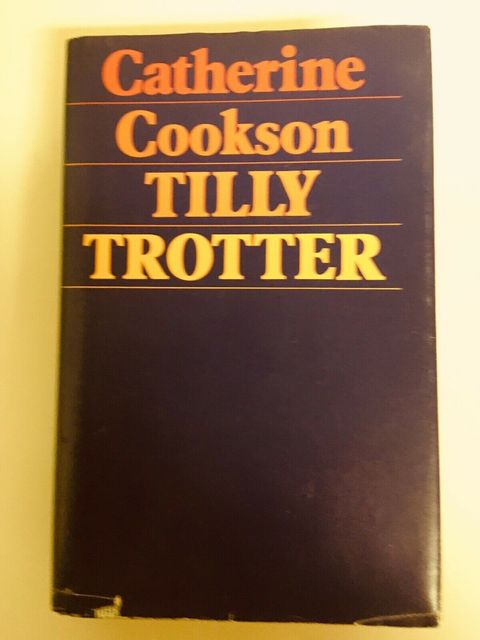 Catherine
Cookson
TILLY
TROTTER